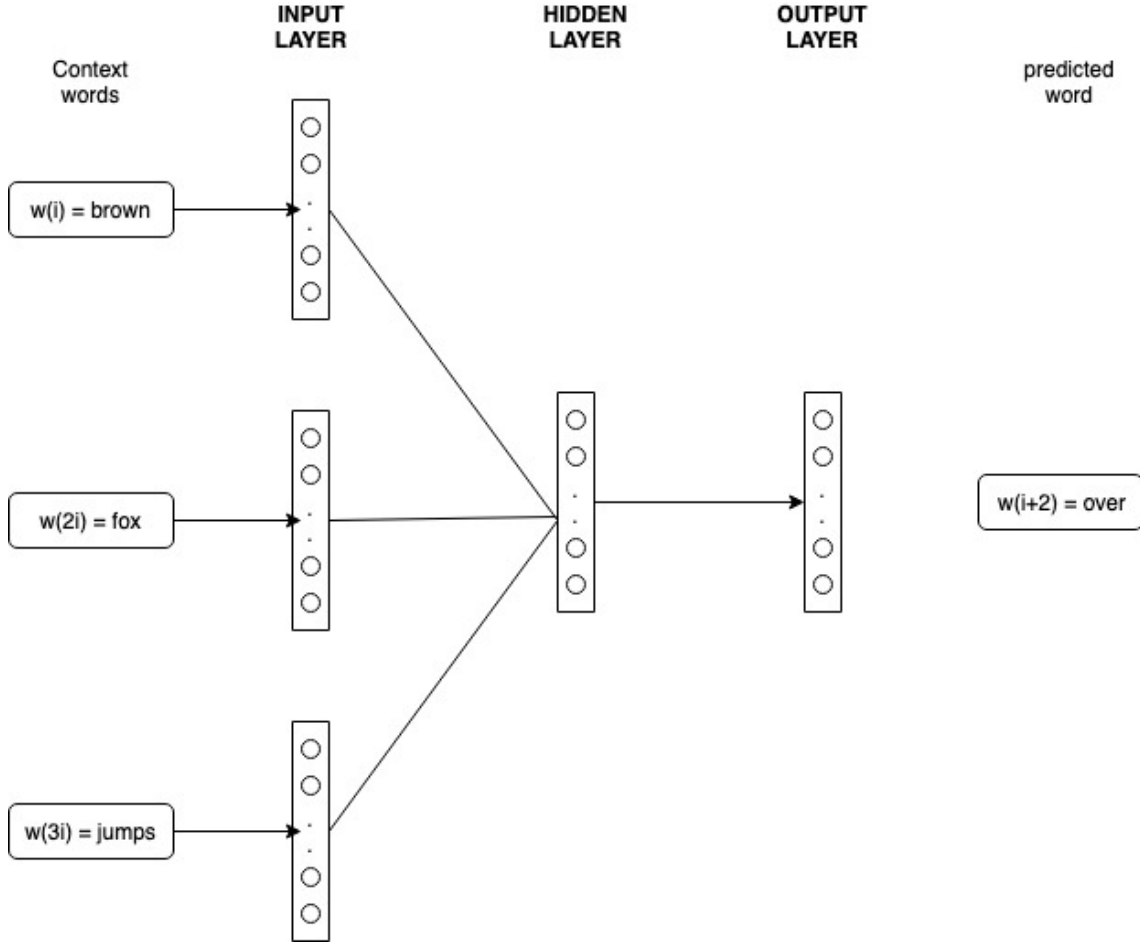 INPUT
LAYER
HIDDEN
LAYER
OUTPUT
LAYER
Context
words
predicted
word
w(i) = brown
w(2i) = fox
w(i+2) = over
w(3i) = jumps